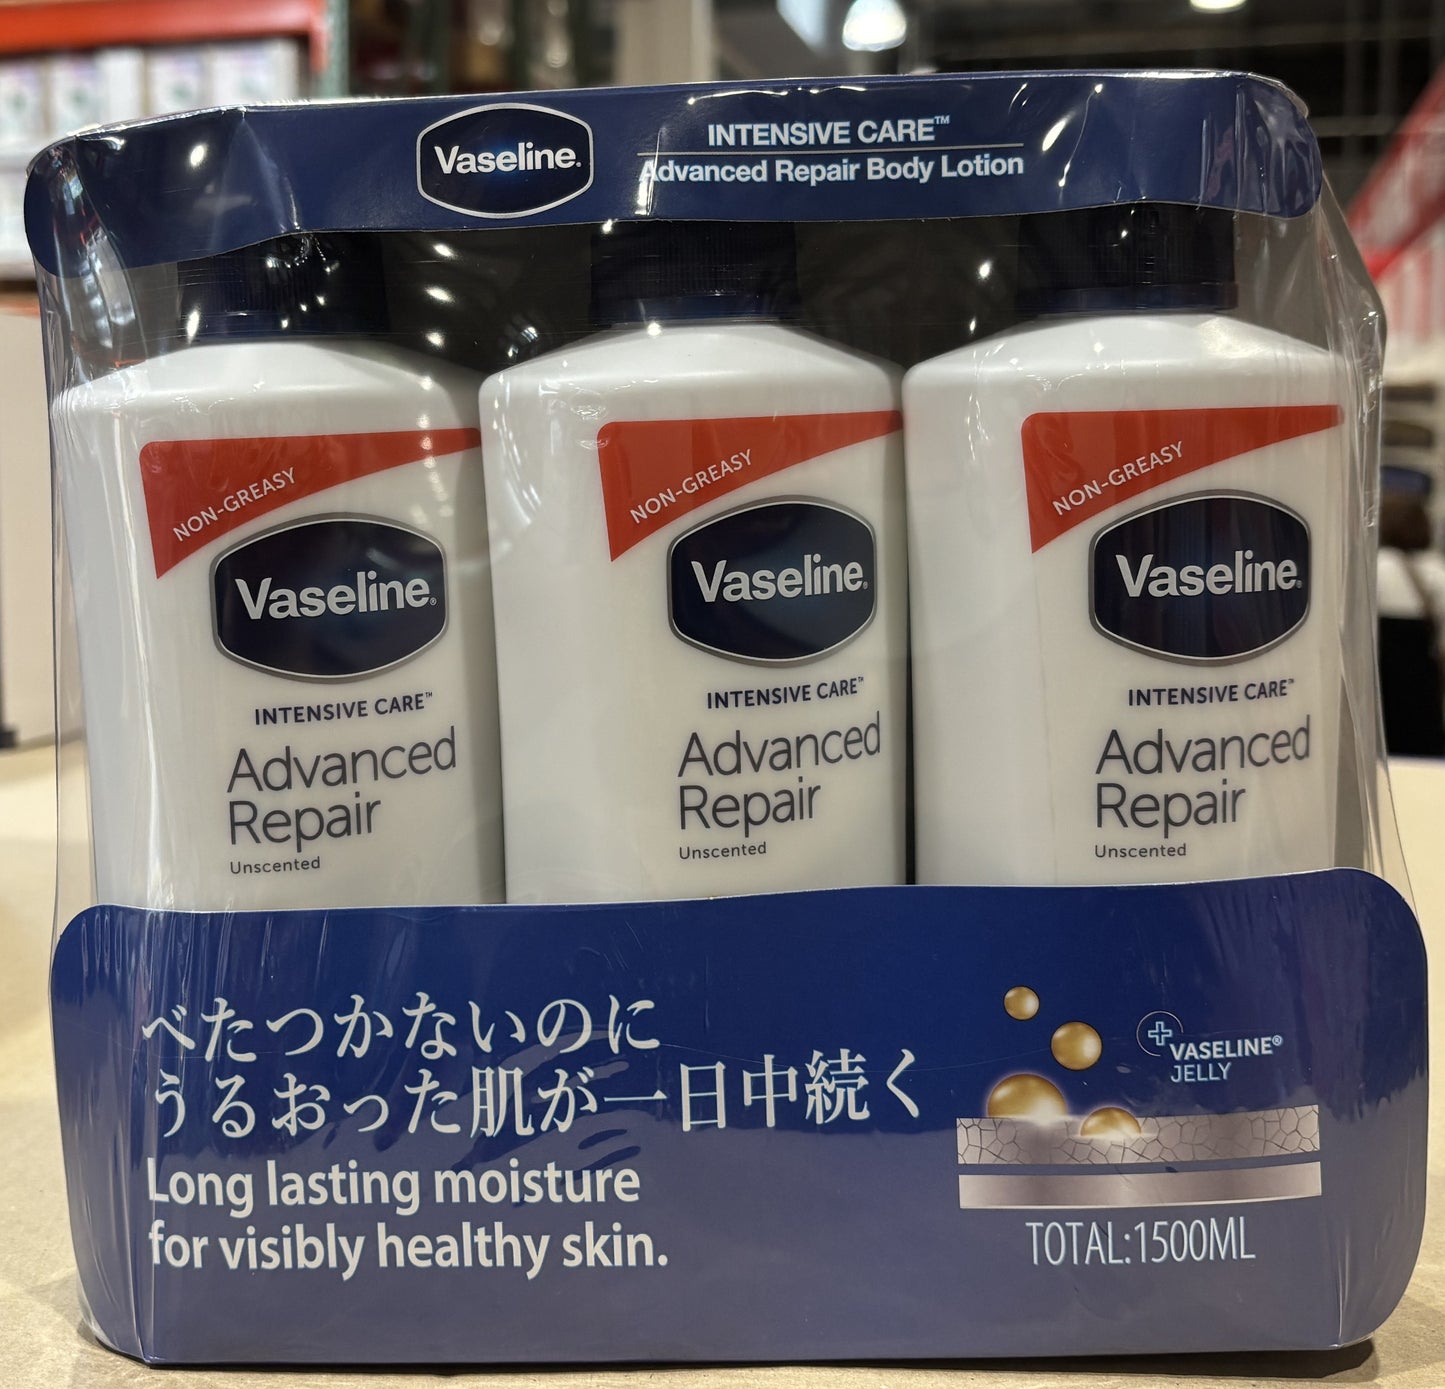 Vaseline®
INTENSIVE CARE™
Advanced Repair Body Lotion
NON-GREASY
Vaseline®
INTENSIVE CARE™
Advanced
Repair
Unscented
NON-GREASY
Vaseline®
INTENSIVE CARE™
Advanced
Repair
Unscented
NON-GREASY
Vaseline®
INTENSIVE CARE™
Advanced
Repair
Unscented
べたつかないのに
うるおった肌が一日中続く
Long lasting moisture
for visibly healthy skin.
VASELINE®
JELLY
TOTAL:1500ML